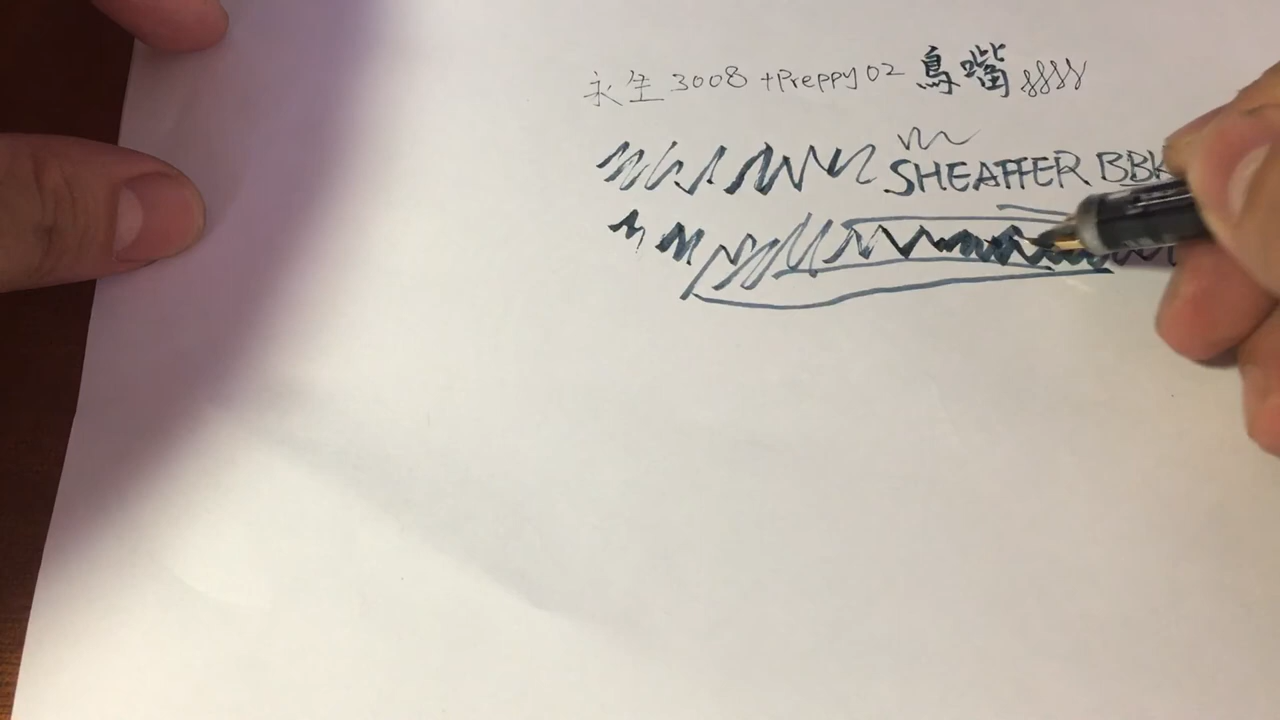 永生 3008 +Preppy 02 鳥嘴
SHEAFFER BBK